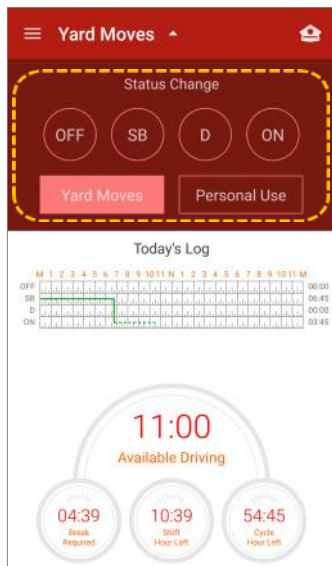 Yard Moves
Status Change
OFF SB D ON
Yard Moves Personal Use
Today's Log
M 1 2 3 4 5 6 7 8 9 10 11 N 1 2 3 4 5 6 7 8 9 10 11 M
OFF 00:00
SB 06:45
D 00:00
ON 03:45
11:00
Available Driving
04:39 10:39 54:45
Break Shift Cycle
Required Hour Left Hour Left